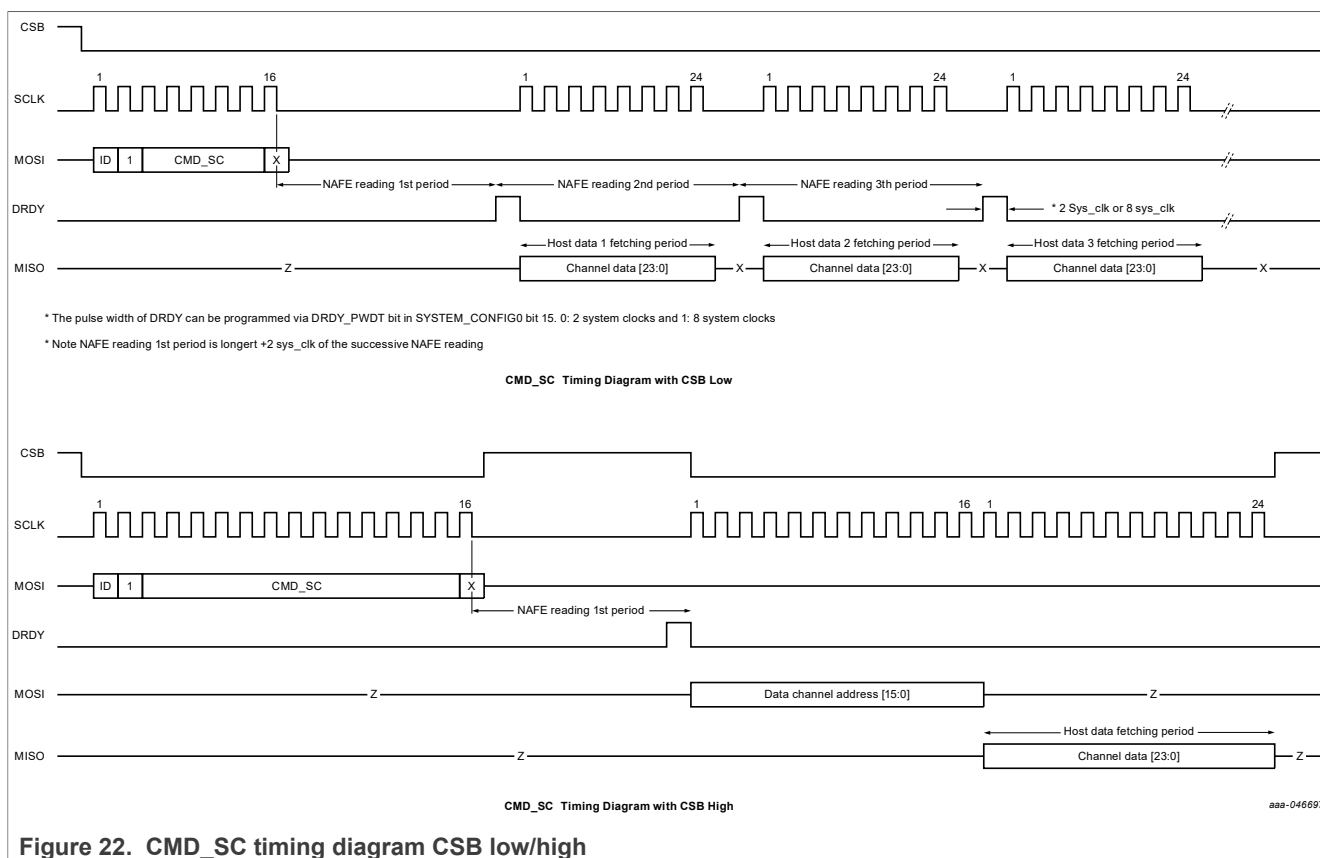 CSB
1 16 1 24 1 24 1 24
SCLK
MOSI ID 1 CMD_SC X
NAFE reading 1st period NAFE reading 2nd period NAFE reading 3th period
DRDY * 2 Sys_clk or 8 sys_clk
Host data 1 fetching period Host data 2 fetching period Host data 3 fetching period
MISO Z Channel data [23:0] X Channel data [23:0] X Channel data [23:0] X
* The pulse width of DRDY can be programmed via DRDY_PWDT bit in SYSTEM_CONFIG0 bit 15. 0: 2 system clocks and 1: 8 system clocks
* Note NAFE reading 1st period is longert +2 sys_clk of the successive NAFE reading
CMD_SC Timing Diagram with CSB Low
CSB
1 16 1 16 1 24
SCLK
MOSI ID 1 CMD_SC X
NAFE reading 1st period
DRDY
MOSI Z Data channel address [15:0] Z
Host data fetching period
MISO Z Channel data [23:0] Z
CMD_SC Timing Diagram with CSB High
aaa-046697
Figure 22. CMD_SC timing diagram CSB low/high